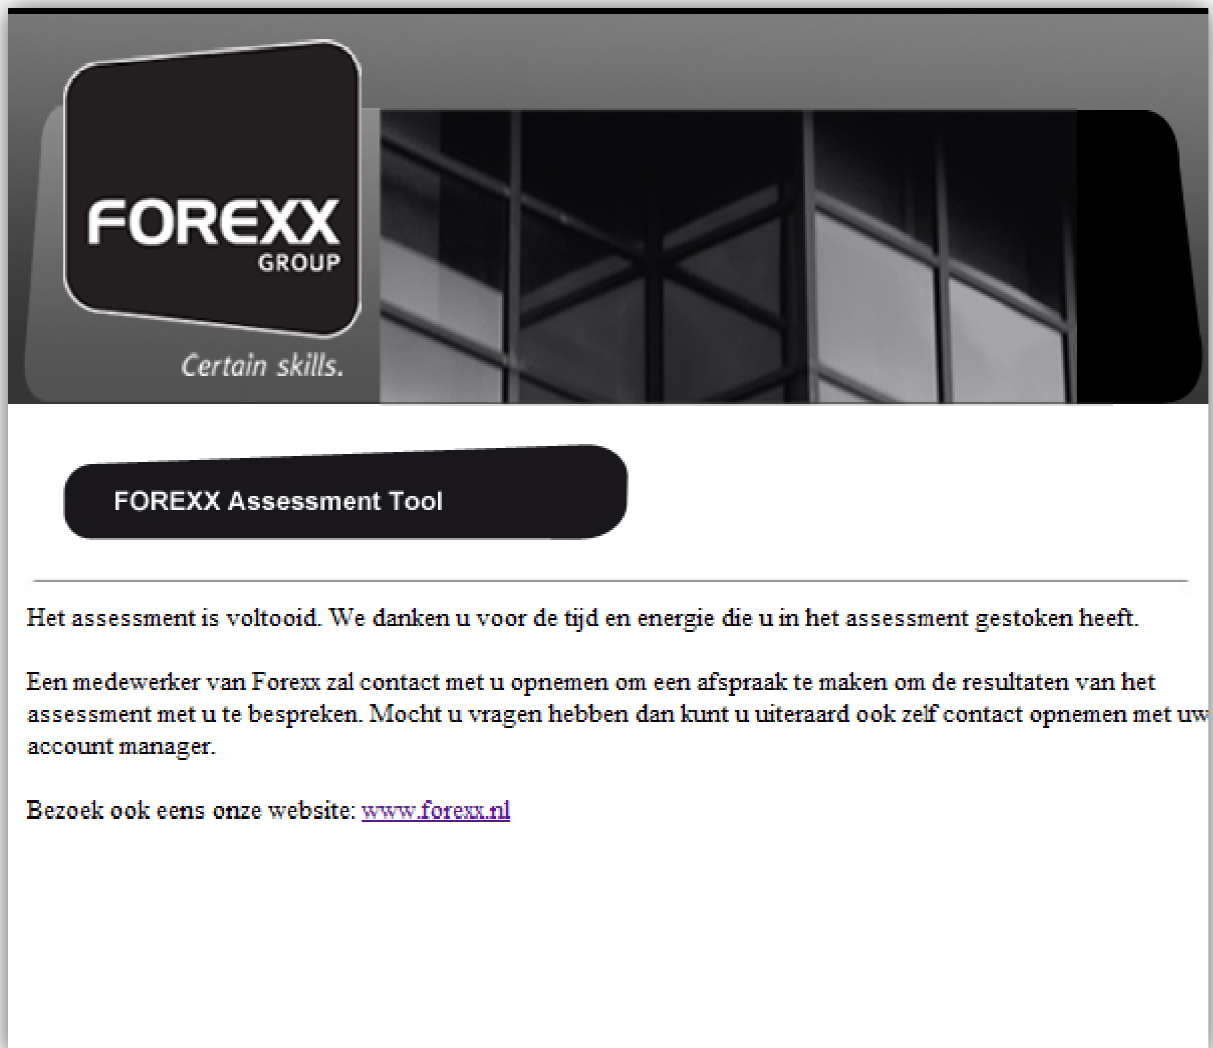 FOREXX
GROUP
Certain skills.
FOREXX Assessment Tool
Het assessment is voltooid. We danken u voor de tijd en energie die u in het assessment gestoken heeft.
Een medewerker van Forexx zal contact met u opnemen om een afspraak te maken om de resultaten van het
assessment met u te bespreken. Mocht u vragen hebben dan kunt u uiteraard ook zelf contact opnemen met uw
account manager.
Bezoek ook eens onze website: www.forexx.nl